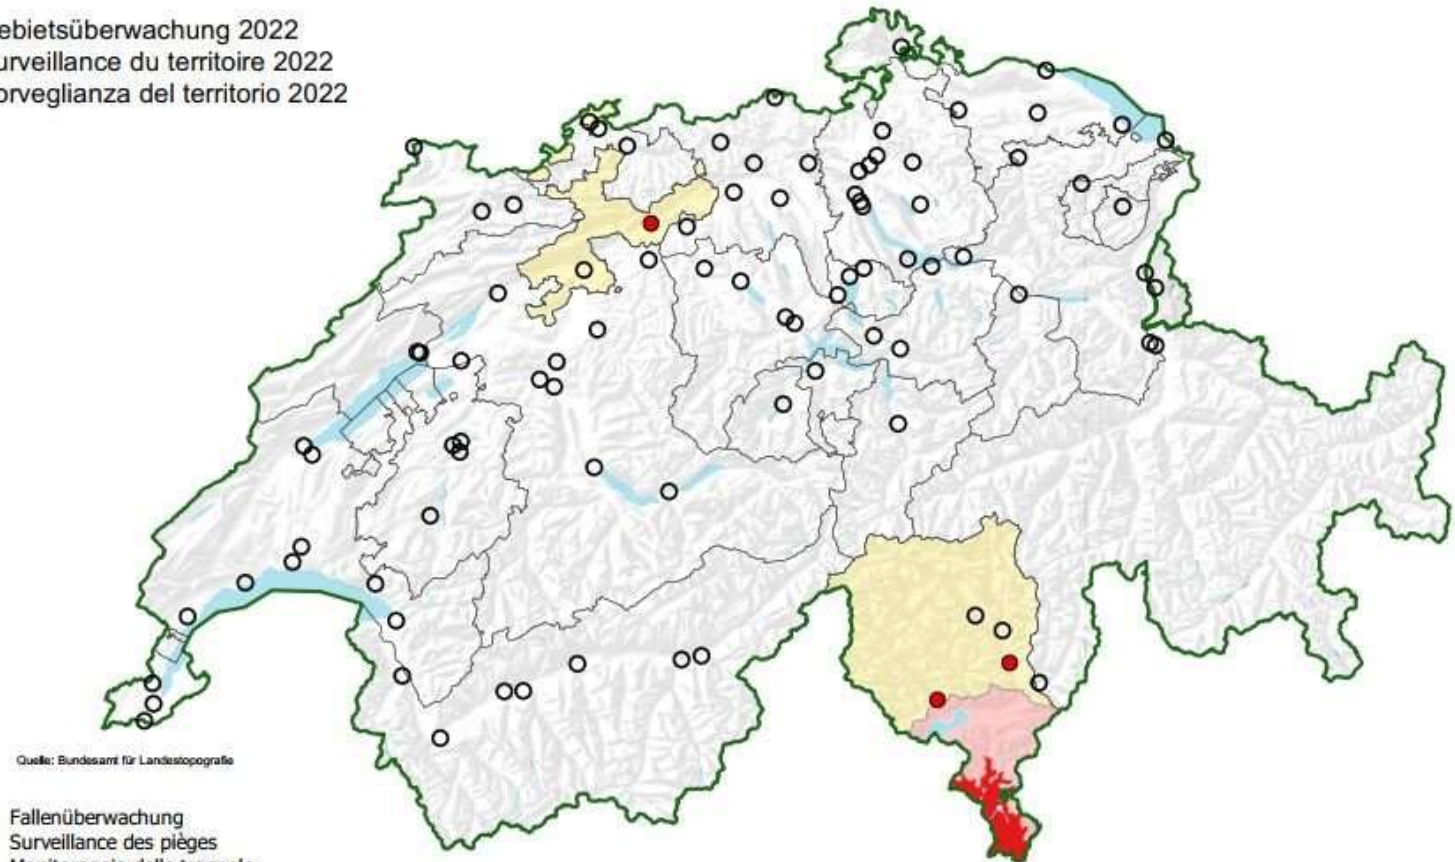 ebietsüberwachung 2022
urveillance du territoire 2022
orveglianza del territorio 2022
Quelle: Bundesamt für Landestopografie
Fallenüberwachung
Surveillance des pièges